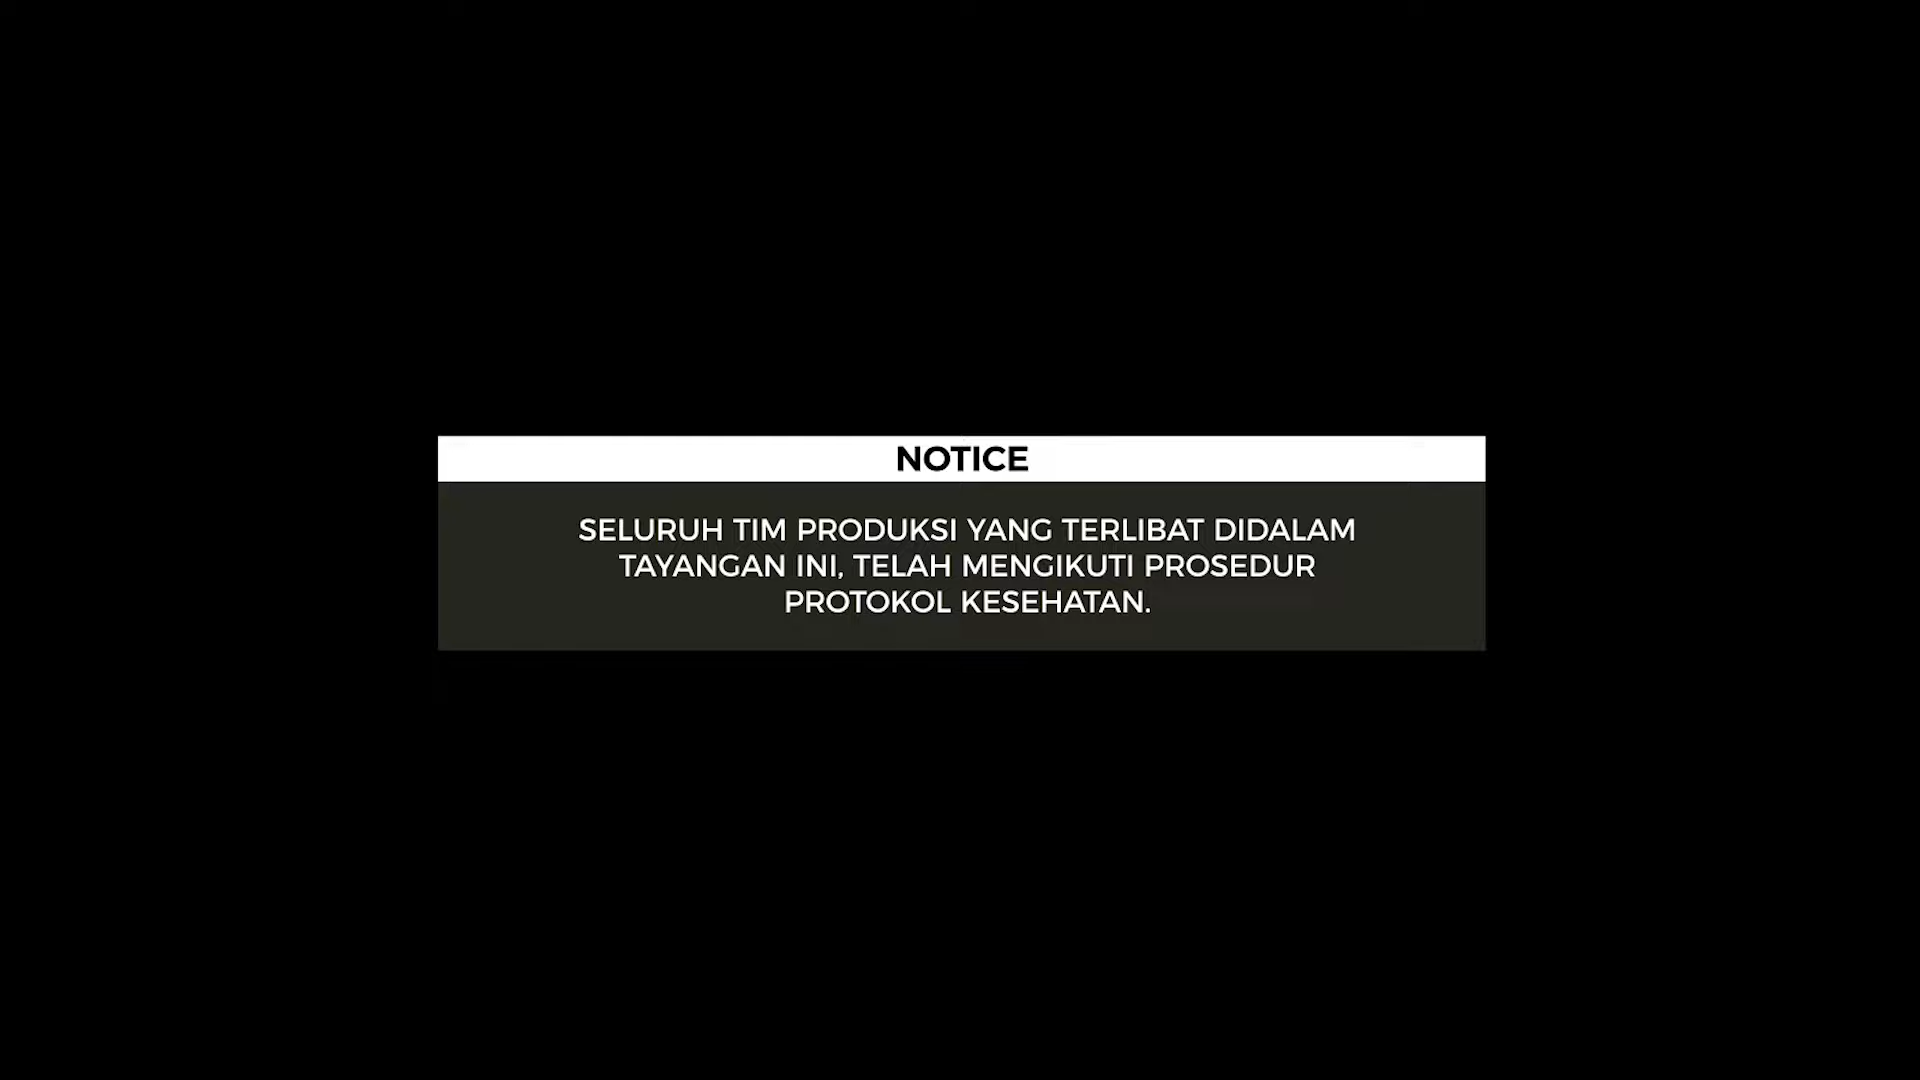 NOTICE
SELURUH TIM PRODUKSI YANG TERLIBAT DIDALAM
TAYANGAN INI, TELAH MENGIKUTI PROSEDUR
PROTOKOL KESEHATAN.